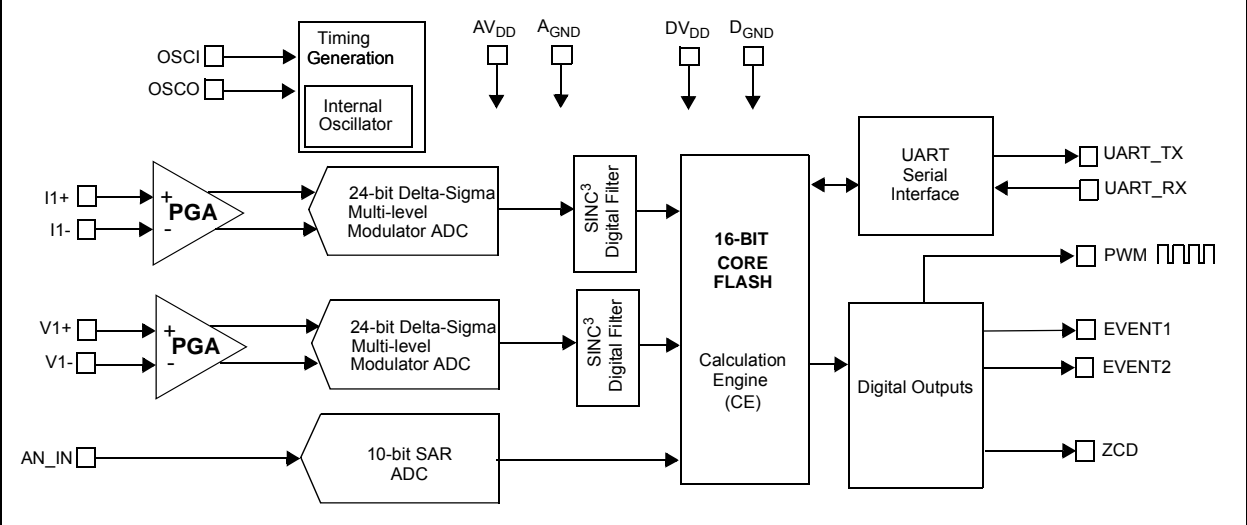 OSCI
OSCO
Timing
Generation
Internal
Oscillator
AVDD
AGND
DVDD
DGND
I1+
I1-
+
PGA
-
24-bit Delta-Sigma
Multi-level
Modulator ADC
SINC3
Digital Filter
V1+
V1-
+
PGA
-
24-bit Delta-Sigma
Multi-level
Modulator ADC
SINC3
Digital Filter
AN_IN
10-bit SAR
ADC
16-BIT
CORE
FLASH
Calculation
Engine
(CE)
UART
Serial
Interface
UART_TX
UART_RX
Digital Outputs
PWM
EVENT1
EVENT2
ZCD